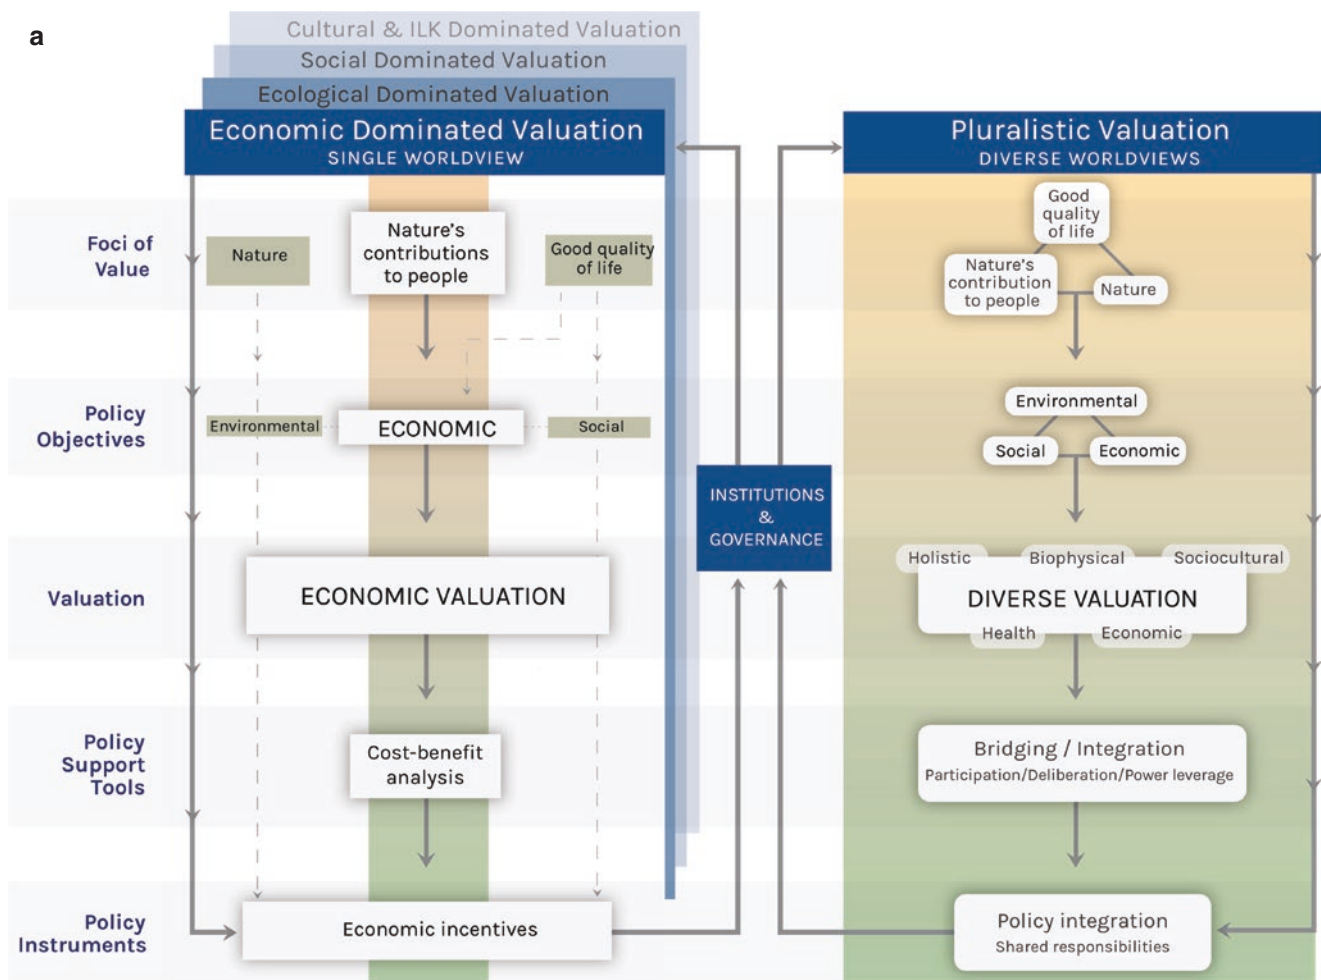 a
Cultural & ILK Dominated Valuation
Social Dominated Valuation
Ecological Dominated Valuation
Economic Dominated Valuation
SINGLE WORLDVIEW
Pluralistic Valuation
DIVERSE WORLDVIEWS
Foci of
Value
Nature
Nature's
contributions
to people
Good quality
of life
Good
quality
of life
Nature's
contribution
to people
Nature
Policy
Objectives
Environmental
ECONOMIC
Social
Environmental
Social
Economic
INSTITUTIONS
&
GOVERNANCE
Valuation
ECONOMIC VALUATION
Holistic
Biophysical
Sociocultural
DIVERSE VALUATION
Health
Economic
Policy
Support
Tools
Cost-benefit
analysis
Bridging / Integration
Participation/Deliberation/Power leverage
Policy
Instruments
Economic incentives
Policy integration
Shared responsibilities